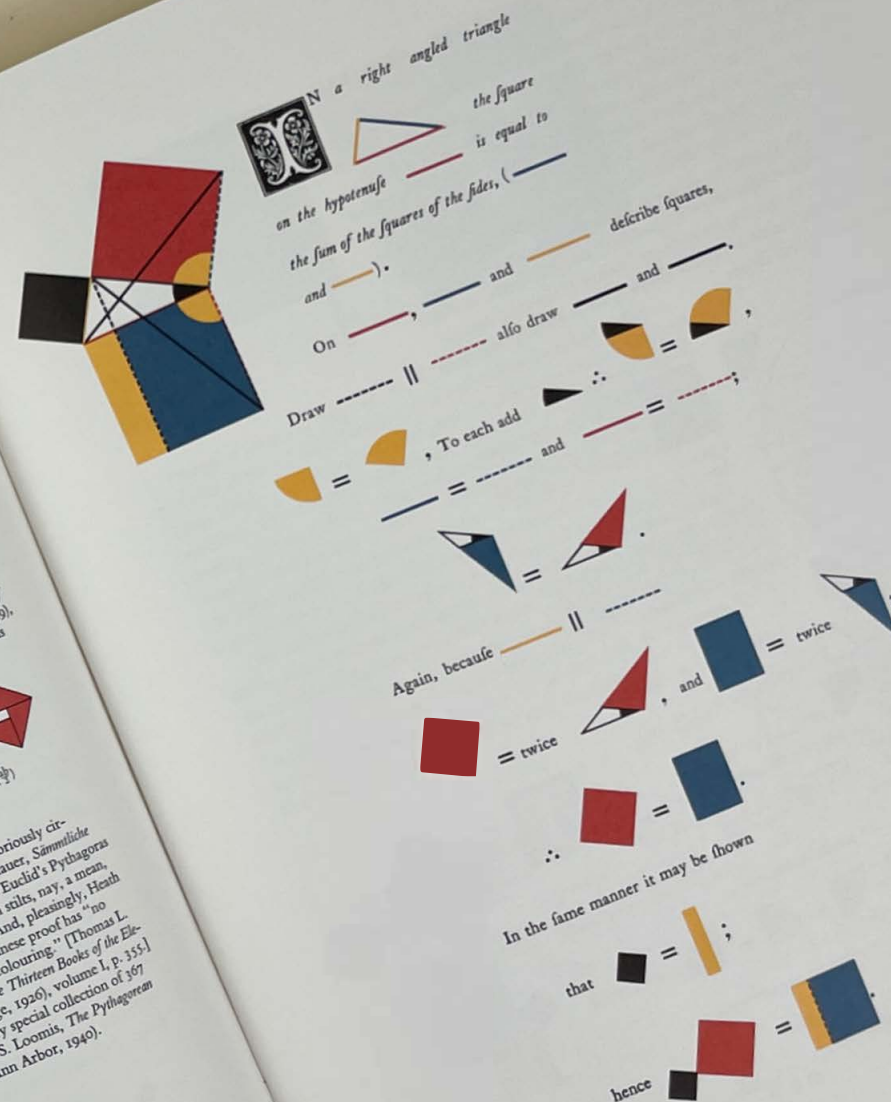 IN a right angled triangle
the ſquare
on the hypotenuſe is equal to
the ſum of the ſquares of the ſides, (
and ).
On , and deſcribe ſquares,
Draw || alſo draw and .
∴ = ,
= , To each add
= and = ;
= .
Again, becauſe ||
= twice , and = twice
∴ = .
In the ſame manner it may be ſhown
that = ;
hence = .
9),
s
)
oriously cir-
auer, Sämmtliche
Euclid's Pythagoras
stilts, nay, a mean,
nd, pleasingly, Heath
nese proof has "no
olouring." [Thomas L.
Thirteen Books of the Ele-
e, 1926), volume I, p. 355.]
y special collection of 367
S. Loomis, The Pythagorean
nn Arbor, 1940).